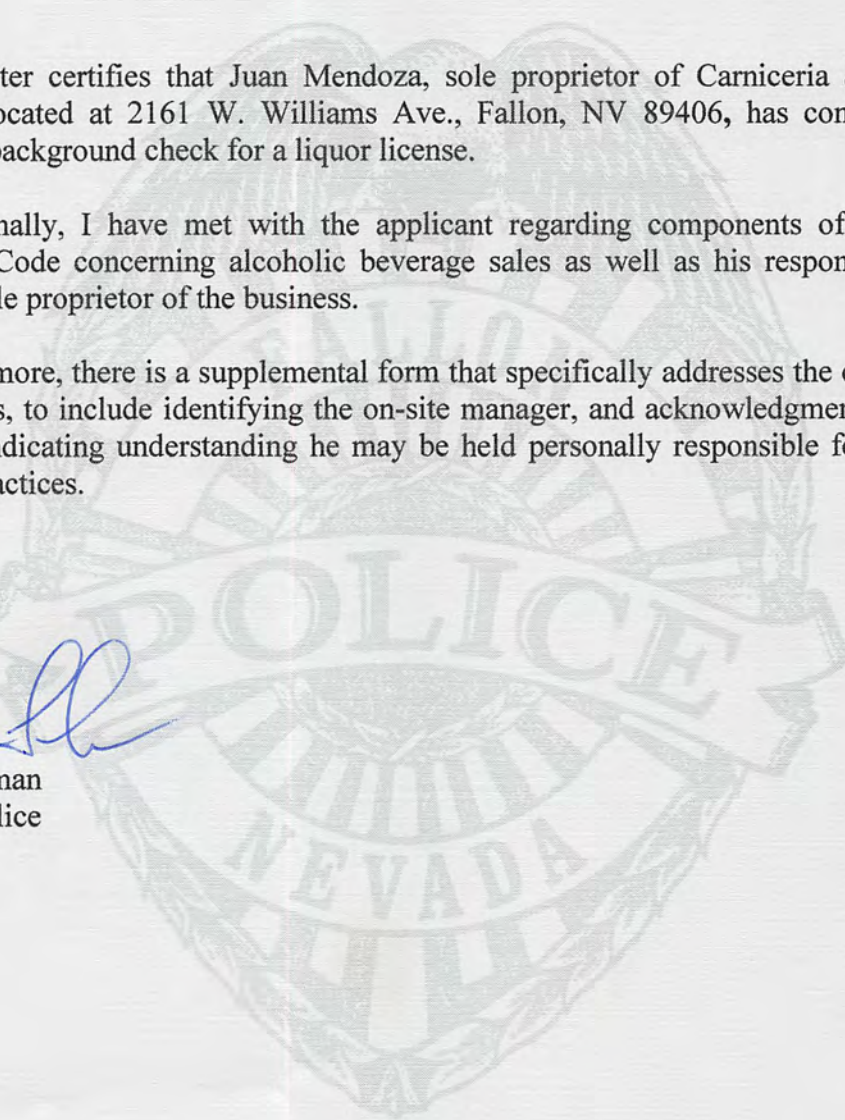 ter certifies that Juan Mendoza, sole proprietor of Carniceria
ocated at 2161 W. Williams Ave., Fallon, NV 89406, has con
background check for a liquor license.
nally, I have met with the applicant regarding components of
Code concerning alcoholic beverage sales as well as his respon
le proprietor of the business.
more, there is a supplemental form that specifically addresses the
s, to include identifying the on-site manager, and acknowledgmen
ndicating understanding he may be held personally responsible f
actices.
FALLON
POLICE
NEVADA
man
lice